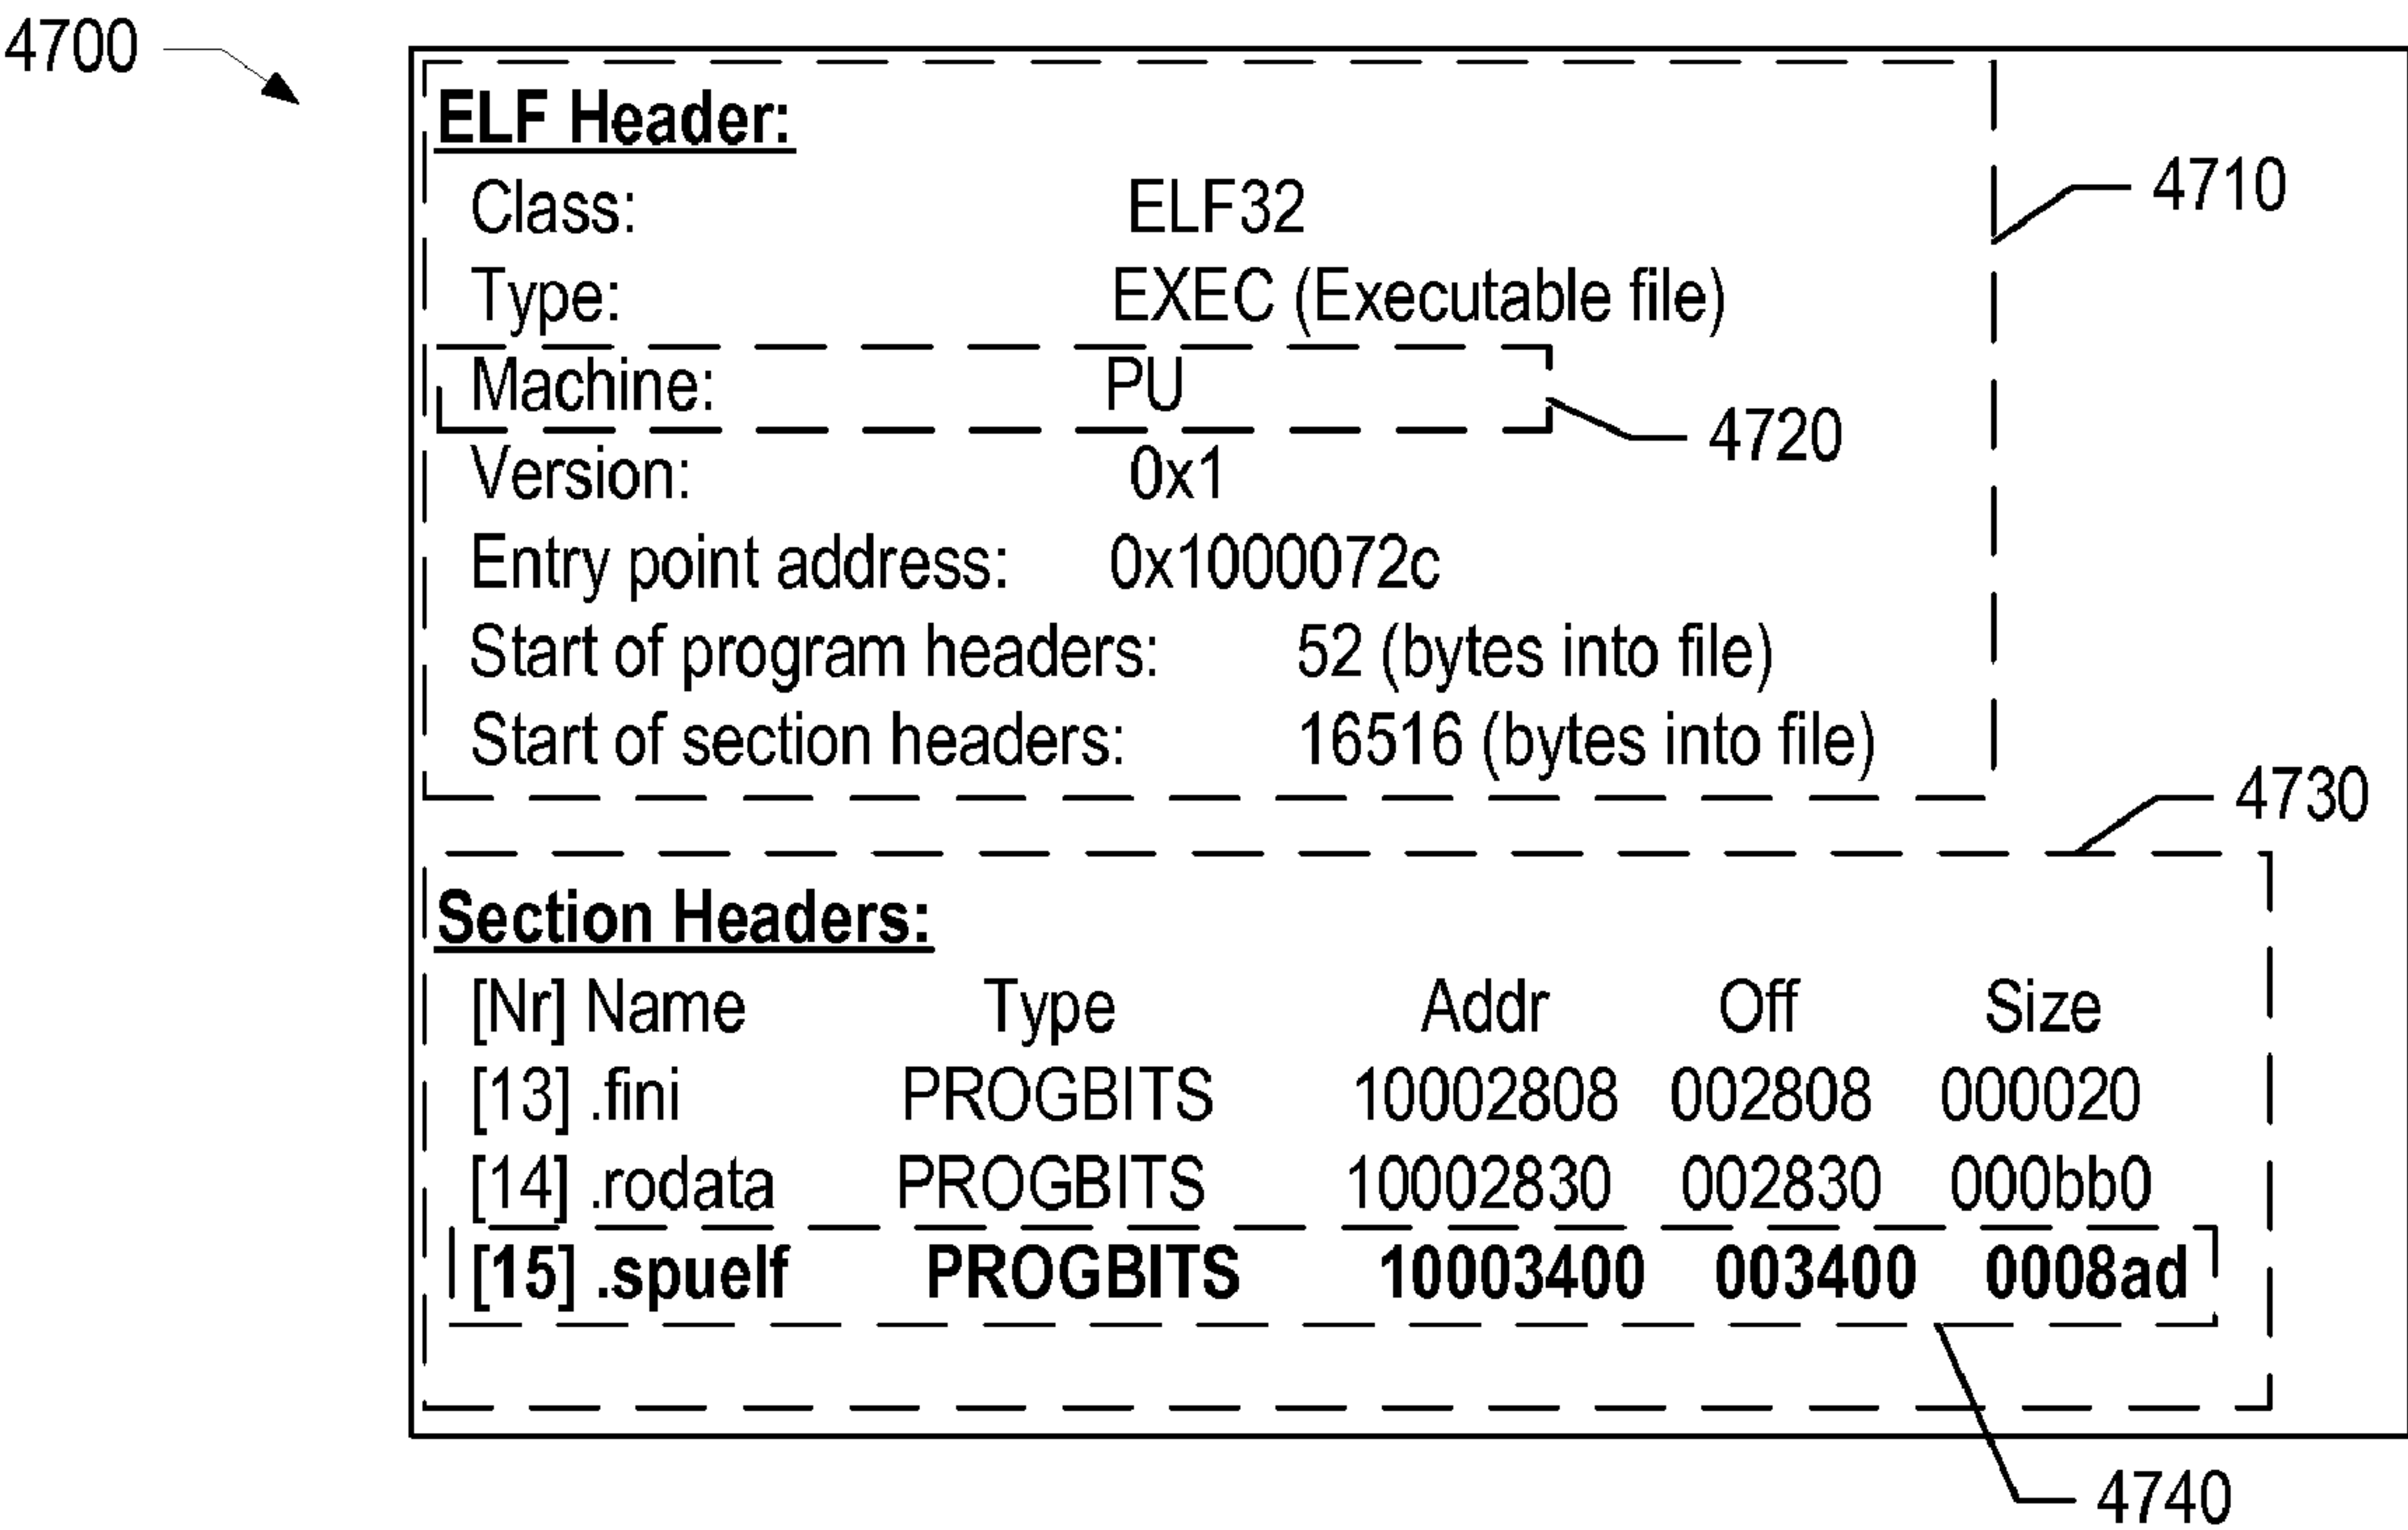 4700
ELF Header:
Class: ELF32
4710
Type: EXEC (Executable file)
Machine: PU
4720
Version: 0x1
Entry point address: 0x1000072c
Start of program headers: 52 (bytes into file)
Start of section headers: 16516 (bytes into file)
4730
Section Headers:
[Nr] Name Type Addr Off Size
[13] .fini PROGBITS 10002808 002808 000020
[14] .rodata PROGBITS 10002830 002830 000bb0
[15] .spuelf PROGBITS 10003400 003400 0008ad
4740